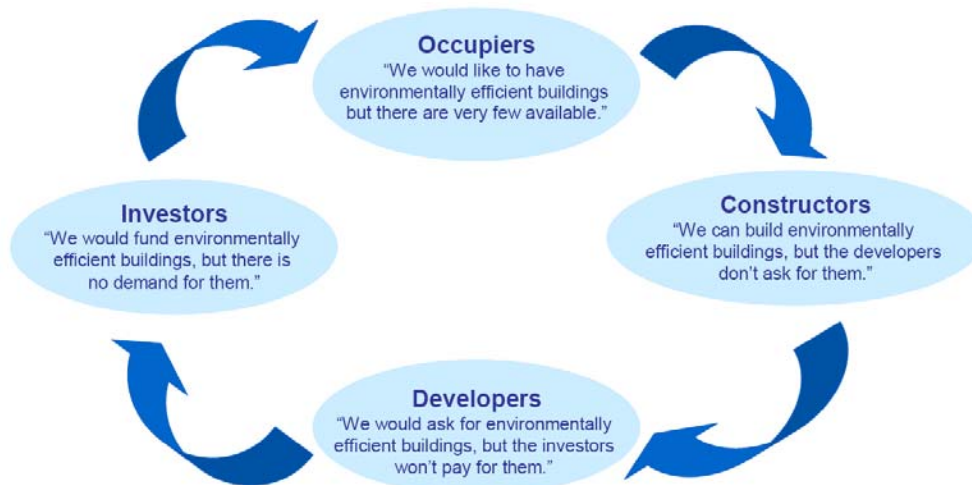 Occupiers
“We would like to have
environmentally efficient buildings
but there are very few available.”
Constructors
“We can build environmentally
efficient buildings, but the developers
don’t ask for them.”
Developers
“We would ask for environmentally
efficient buildings, but the investors
won’t pay for them.”
Investors
“We would fund environmentally
efficient buildings, but there is
no demand for them.”